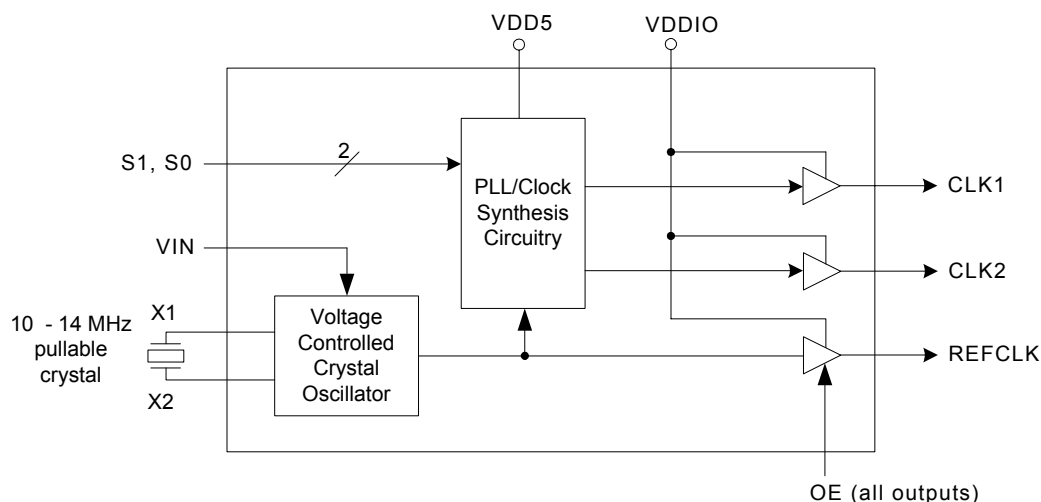 VDD5
VDDIO
S1, S0
2
PLL/Clock
Synthesis
Circuitry
CLK1
VIN
CLK2
10 - 14 MHz
pullable
crystal
X1
X2
Voltage
Controlled
Crystal
Oscillator
REFCLK
OE (all outputs)